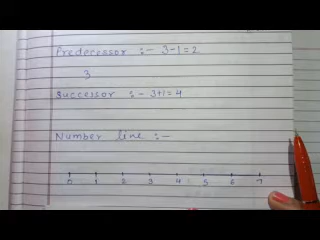 Predecessor :- 3-1=2
3
Successor :- 3+1=4
Number line :-
0 1 2 3 4 5 6 7